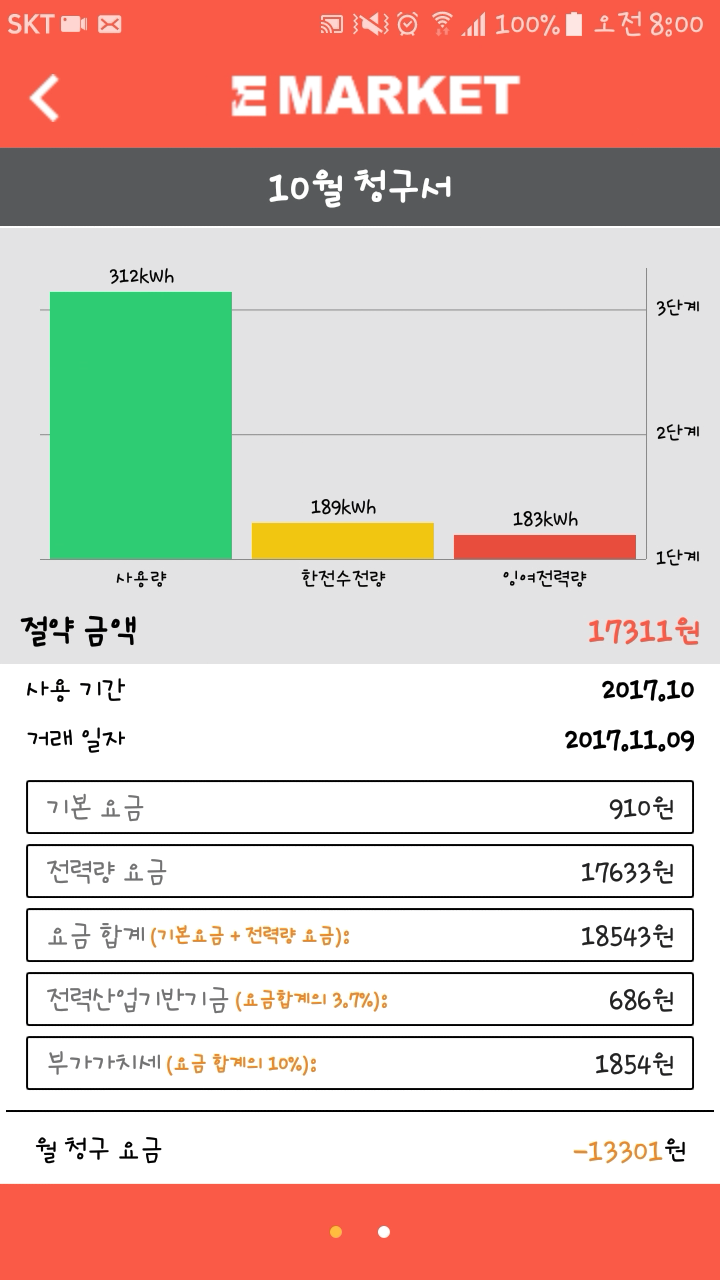 SKT 100% 오전 8:00
EMARKET
10월 청구서
312kWh
3단계
2단계
189kWh
183kWh
1단계
사용량 한전수전량 잉여전력량
절약 금액 17311원
사용 기간 2017.10
거래 일자 2017.11.09
기본 요금 910원
전력량 요금 17633원
요금 합계 (기본요금 + 전력량 요금): 18543원
전력산업기반기금 (요금합계의 3.7%): 686원
부가가치세 (요금 합계의 10%): 1854원
월 청구 요금 -13301원